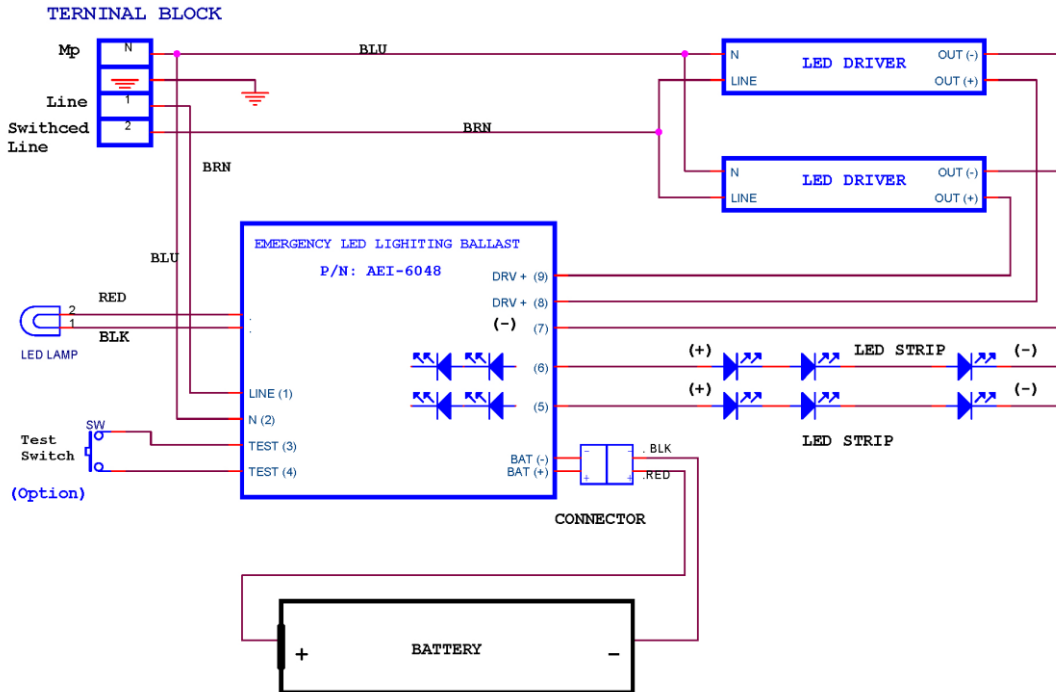 TERNINAL BLOCK
Mp
N
BLU
N
LED DRIVER
OUT (-)
LINE
OUT (+)
Line
1
Swithced
Line
2
BRN
BRN
N
LED DRIVER
OUT (-)
LINE
OUT (+)
BLU
EMERGENCY LED LIGHITING BALLAST
P/N: AEI-6048
DRV + (9)
DRV + (8)
(-)
(7)
RED
2
1
BLK
LED LAMP
(6)
(+)
LED STRIP
(-)
LINE (1)
(5)
(+)
(-)
N (2)
LED STRIP
SW
Test
Switch
TEST (3)
TEST (4)
(Option)
BAT (-)
BAT (+)
-
+
-
+
. BLK
.RED
CONNECTOR
+
BATTERY
-